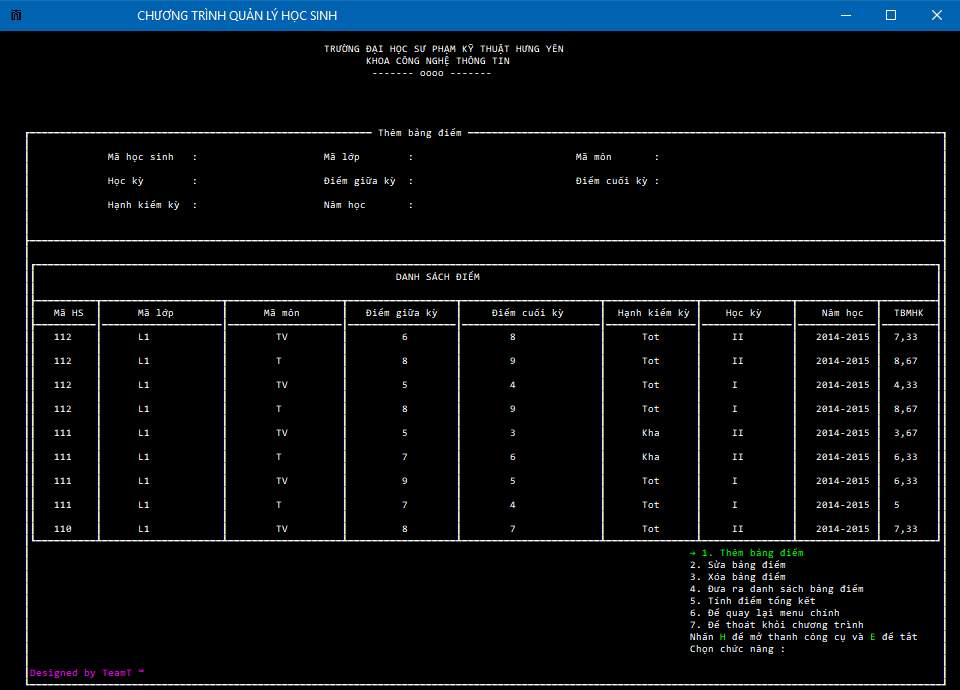 CHƯƠNG TRÌNH QUẢN LÝ HỌC SINH
TRƯỜNG ĐẠI HỌC SƯ PHẠM KỸ THUẬT HƯNG YÊN
KHOA CÔNG NGHỆ THÔNG TIN
------- oooo -------
Thêm bảng điểm
Mã học sinh : Mã lớp : Mã môn :
Học kỳ : Điểm giữa kỳ : Điểm cuối kỳ :
Hạnh kiểm kỳ : Năm học :
DANH SÁCH ĐIỂM
Mã HS Mã lớp Mã môn Điểm giữa kỳ Điểm cuối kỳ Hạnh kiểm kỳ Học kỳ Năm học TBMHK
112 L1 TV 6 8 Tot II 2014-2015 7,33
112 L1 T 8 9 Tot II 2014-2015 8,67
112 L1 TV 5 4 Tot I 2014-2015 4,33
112 L1 T 8 9 Tot I 2014-2015 8,67
111 L1 TV 5 3 Kha II 2014-2015 3,67
111 L1 T 7 6 Kha II 2014-2015 6,33
111 L1 TV 9 5 Tot I 2014-2015 6,33
111 L1 T 7 4 Tot I 2014-2015 5
110 L1 TV 8 7 Tot II 2014-2015 7,33
→ 1. Thêm bảng điểm
2. Sửa bảng điểm
3. Xóa bảng điểm
4. Đưa ra danh sách bảng điểm
5. Tính điểm tổng kết
6. Để quay lại menu chính
7. Để thoát khỏi chương trình
Nhấn H để mở thanh công cụ và E để tắt
Chọn chức năng :
Designed by TeamT ™